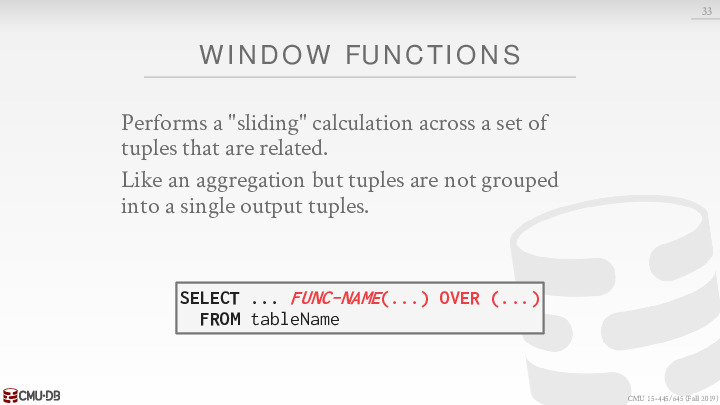 33
WINDOW FUNCTIONS
Performs a "sliding" calculation across a set of
tuples that are related.
Like an aggregation but tuples are not grouped
into a single output tuples.
SELECT ... FUNC-NAME(...) OVER (...)
FROM tableName
CMU·DB
CMU 15-445/645 (Fall 2019)